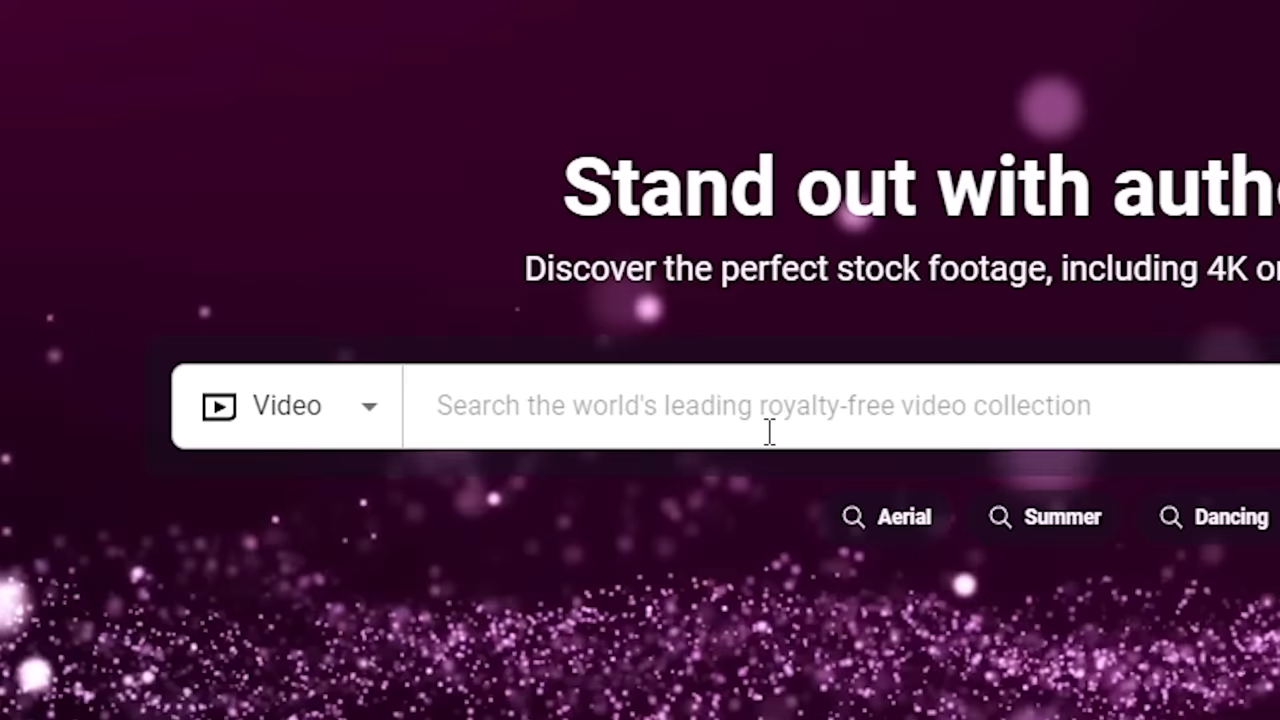 Stand out with auth
Discover the perfect stock footage, including 4K
Video
Search the world's leading royalty-free video collection
Aerial
Summer
Dancing